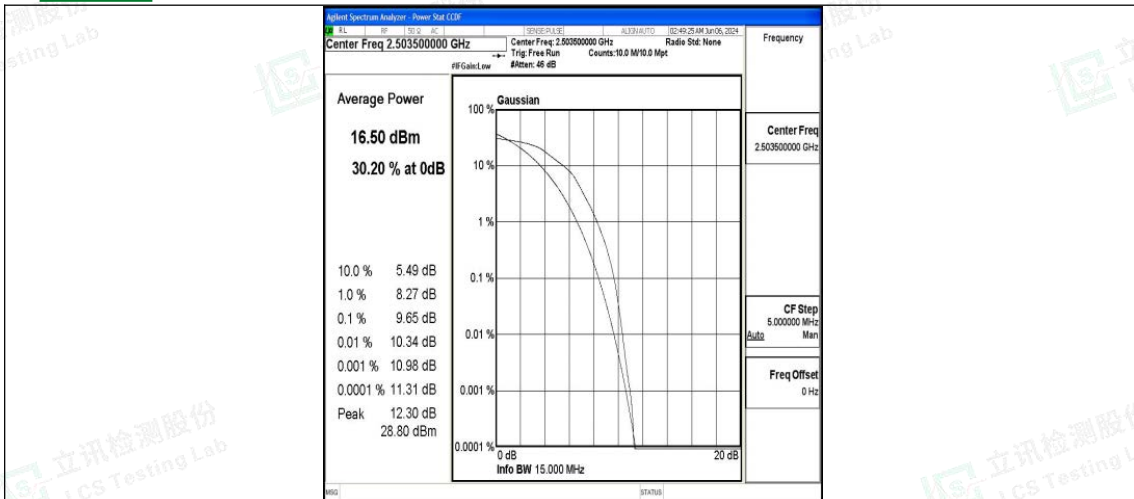 Agilent Spectrum Analyzer - Power Stat CCDF
RL RF 50 Ω AC SENSE:PULSE ALIGN AUTO 02:49:25 AM Jun 06, 2024
Center Freq 2.503500000 GHz
Center Freq: 2.503500000 GHz Radio Std: None
Trig: Free Run Counts:10.0 M/10.0 Mpt
#IFGain:Low #Atten: 46 dB
Frequency
Average Power
16.50 dBm
30.20 % at 0dB
10.0 % 5.49 dB
1.0 % 8.27 dB
0.1 % 9.65 dB
0.01 % 10.34 dB
0.001 % 10.98 dB
0.0001 % 11.31 dB
Peak 12.30 dB
28.80 dBm
Gaussian
100 %
10 %
1 %
0.1 %
0.01 %
0.001 %
0.0001 %
0 dB 20 dB
Info BW 15.000 MHz
Center Freq
2.503500000 GHz
CF Step
5.000000 MHz
Auto Man
Freq Offset
0 Hz
MSG STATUS
立讯检测股份
LCS Testing Lab
立讯检测股份
LCS Testing Lab